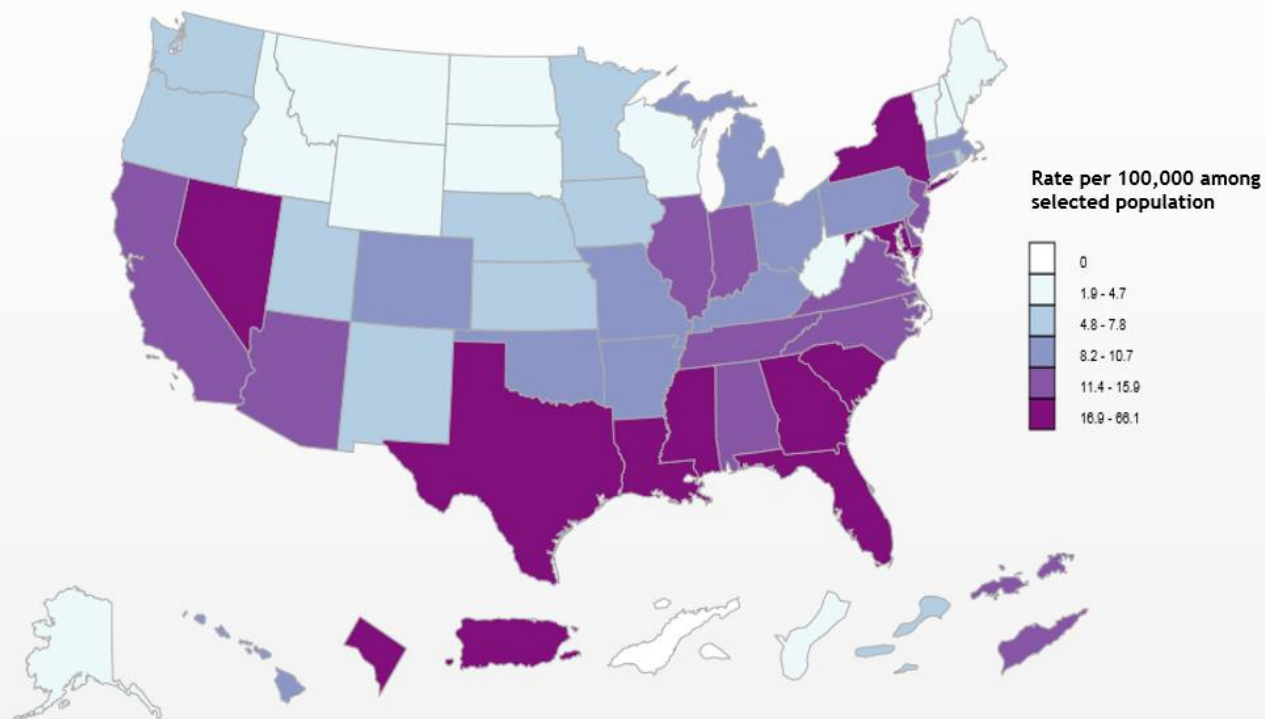 Rate per 100,000 among
selected population
0
1.9 - 4.7
4.8 - 7.8
8.2 - 10.7
11.4 - 15.9
16.9 - 66.1